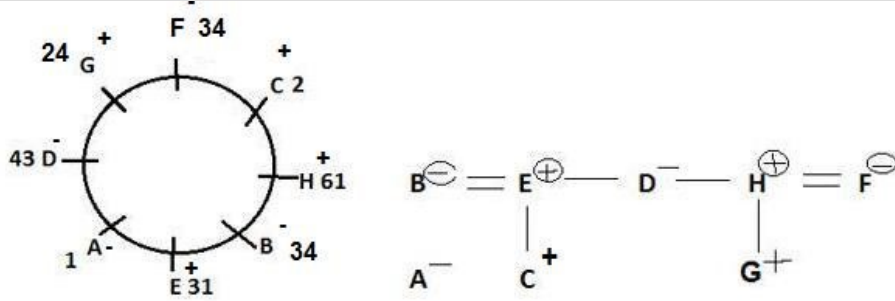 F - 34
24 G +
C 2 +
43 D -
H 61 +
1 A -
B - 34
E + 31
B⊖ = E⊕ — D − — H⊕ = F⊖
A − C + G +